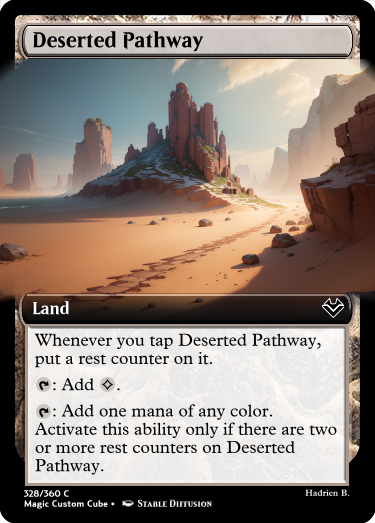 Deserted Pathway
Land
Whenever you tap Deserted Pathway,
put a rest counter on it.
: Add .
: Add one mana of any color.
Activate this ability only if there are two
or more rest counters on Deserted
Pathway.
328/360 C
Hadrien B.
Magic Custom Cube • Stable Diffusion